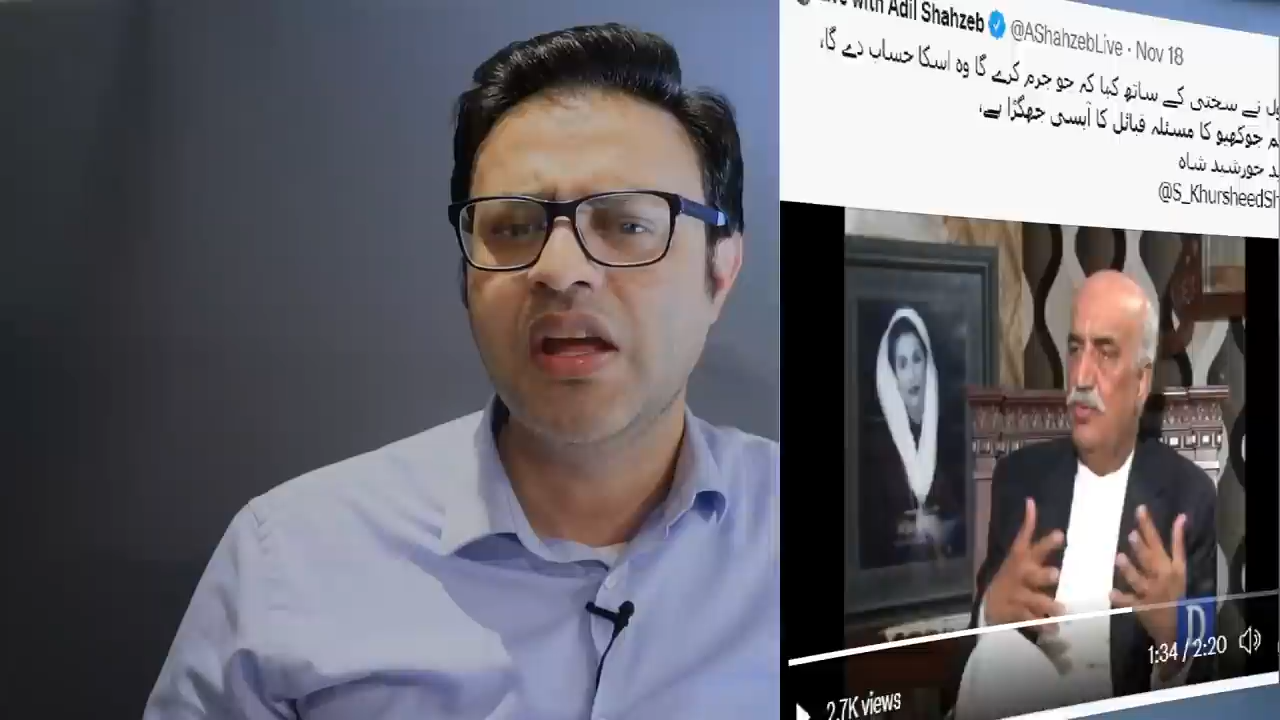 with Adil Shahzeb @AShahzebLive · Nov 18
نے سختی کے ساتھ کہا کہ جو جرم کرے گا وہ اسکا حساب دے گا،
جوکھیو کا مسئلہ قبائل کا آپسی جھگڑا ہے،
خورشید شاہ
@S_KhursheedSh
D
1:34 / 2:20
2.7K views